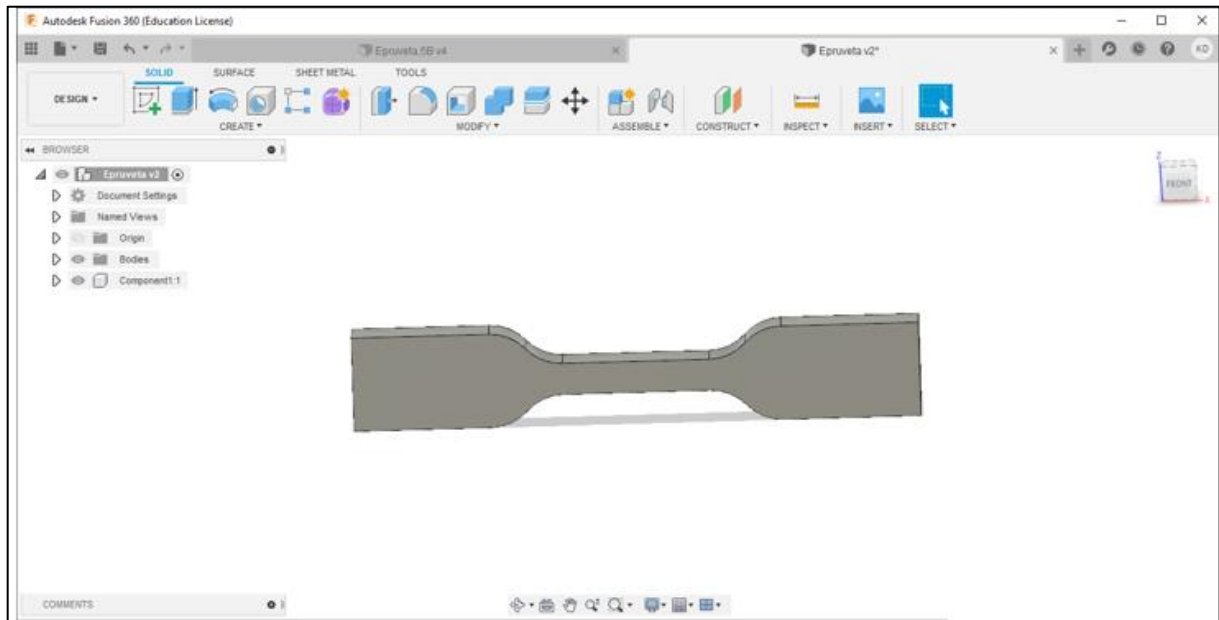 Autodesk Fusion 360 (Education License)
Epruveta.5B v4
Epruveta v2*
KD
SOLID SURFACE SHEET METAL TOOLS
DESIGN
CREATE MODIFY ASSEMBLE CONSTRUCT INSPECT INSERT SELECT
BROWSER
Epruveta v2
Document Settings
Named Views
Origin
Bodies
Component1:1
Z
FRONT
X
COMMENTS